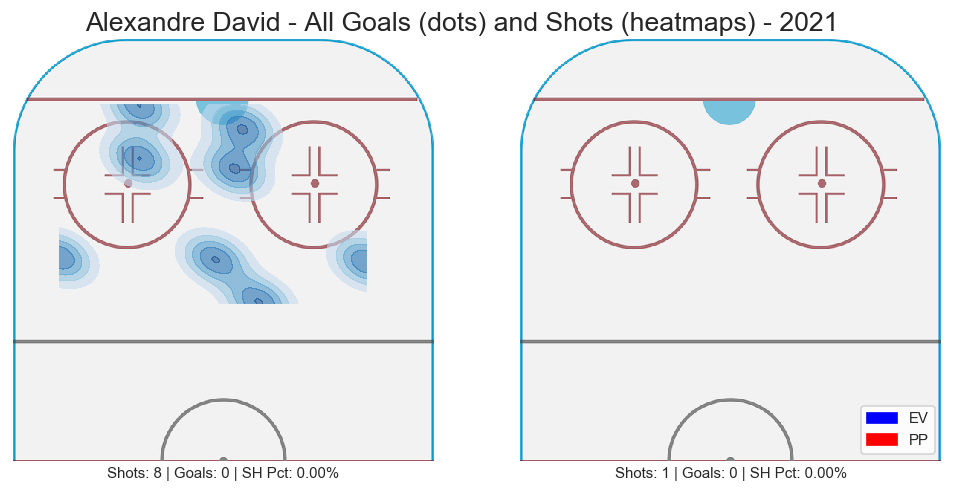 Alexandre David - All Goals (dots) and Shots (heatmaps) - 2021
EV
PP
Shots: 8 | Goals: 0 | SH Pct: 0.00%
Shots: 1 | Goals: 0 | SH Pct: 0.00%